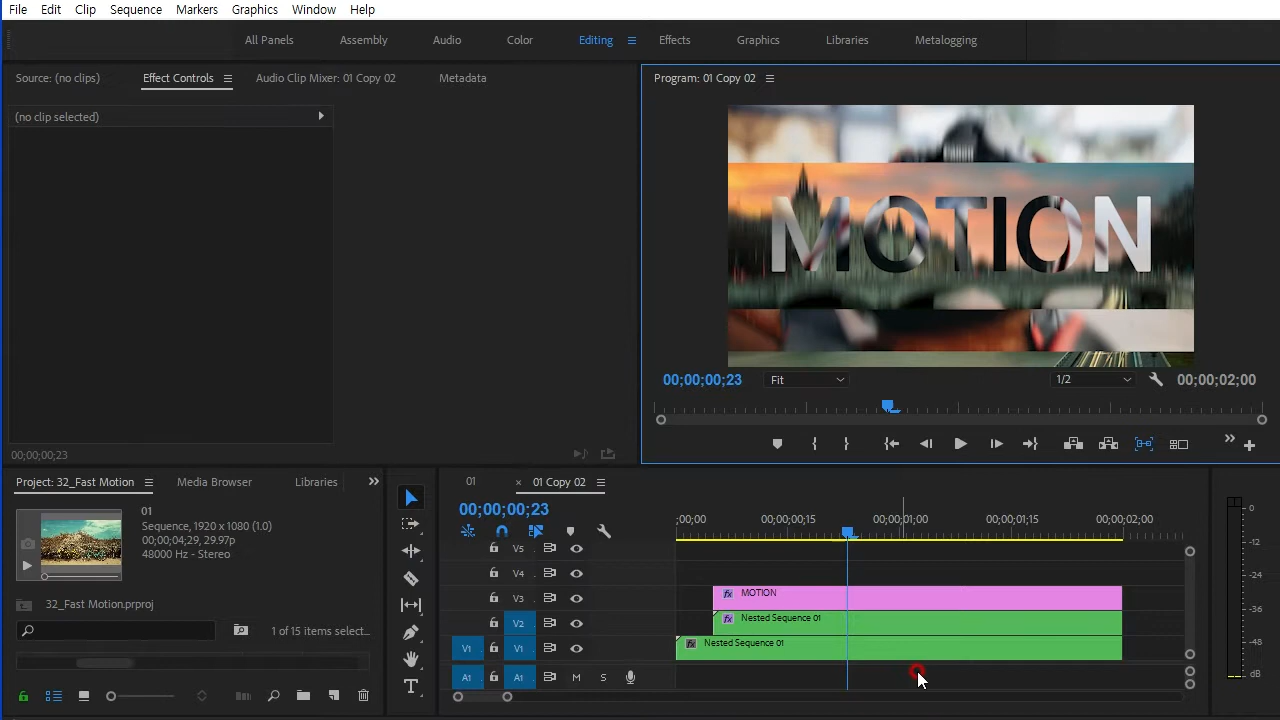 File Edit Clip Sequence Markers Graphics Window Help
All Panels Assembly Audio Color Editing Effects Graphics Libraries Metalogging
Source: (no clips) Effect Controls Audio Clip Mixer: 01 Copy 02 Metadata
Program: 01 Copy 02
(no clip selected)
MOTION
00;00;00;23 Fit 1/2 00;00;02;00
00;00;00;23
Project: 32_Fast Motion Media Browser Libraries
01
Sequence, 1920 x 1080 (1.0)
00;00;04;29, 29.97p
48000 Hz - Stereo
32_Fast Motion.prproj
1 of 15 items select...
01 × 01 Copy 02
00;00;00;23
;00;00 00;00;00;15 00;00;01;00 00;00;01;15 00;00;02;00
V5
V4
V3 MOTION
V2 Nested Sequence 01
V1 V1 Nested Sequence 01
A1 A1 M S
0
-12
-24
-36
-48
dB